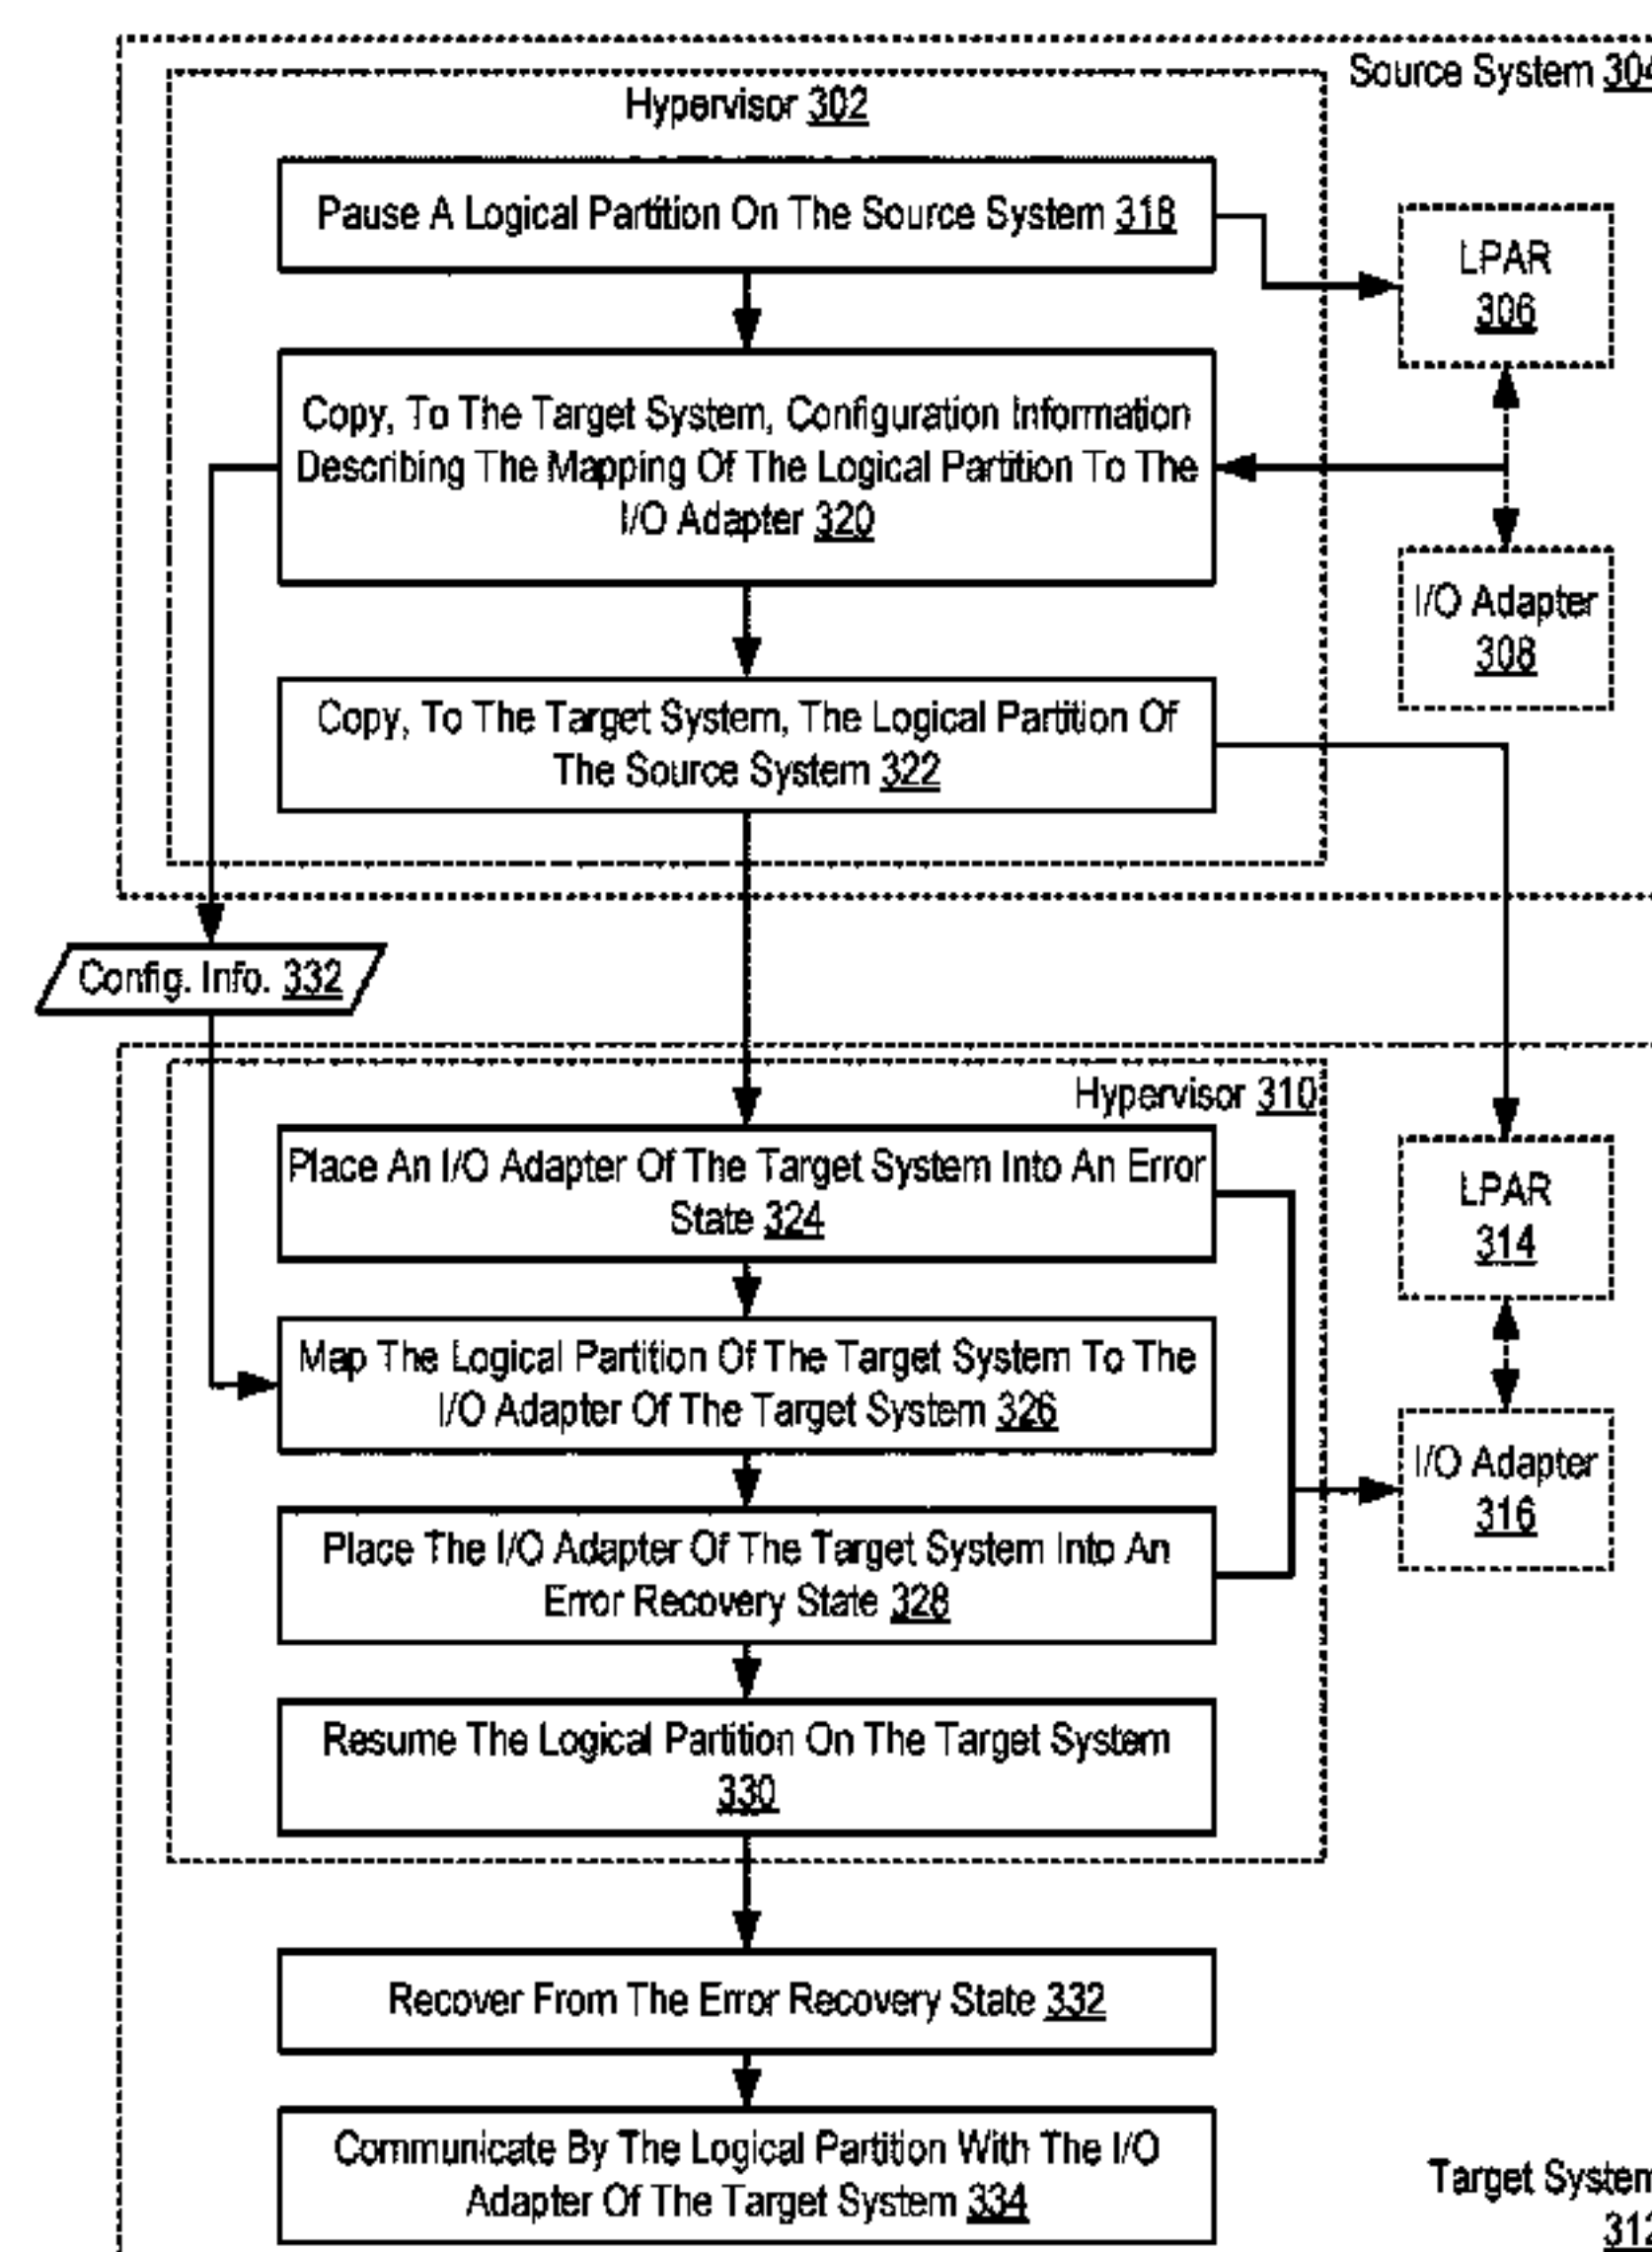 Source System 304
Hypervisor 302
Pause A Logical Partition On The Source System 318
LPAR
306
Copy, To The Target System, Configuration Information
Describing The Mapping Of The Logical Partition To The
I/O Adapter 320
I/O Adapter
308
Copy, To The Target System, The Logical Partition Of
The Source System 322
Config. Info. 332
Hypervisor 310
Place An I/O Adapter Of The Target System Into An Error
State 324
LPAR
314
Map The Logical Partition Of The Target System To The
I/O Adapter Of The Target System 326
I/O Adapter
316
Place The I/O Adapter Of The Target System Into An
Error Recovery State 328
Resume The Logical Partition On The Target System
330
Recover From The Error Recovery State 332
Communicate By The Logical Partition With The I/O
Adapter Of The Target System 334
Target System
312